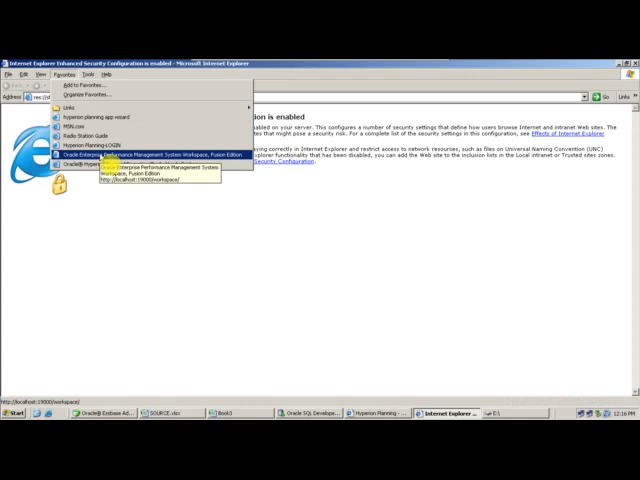 Internet Explorer Enhanced Security Configuration is enabled - Microsoft Internet Explorer
File Edit View Favorites Tools Help
Add to Favorites...
Organize Favorites...
Address
Go
Links
Links
hyperion planning app wizard
MSN.com
Radio Station Guide
Hyperion Planning-LOGIN
Oracle Enterprise Performance Management System Workspace, Fusion Edition
Oracle® Hyperi
Oracle Enterprise Performance Management System
Workspace, Fusion Edition
http://localhost:19000/workspace/
ion is enabled
abled on your server. This configures a number of security settings that define how users browse Internet and intranet Web sites.
es that might pose a security risk. For a complete list of the security settings in this configuration, see Effects of Internet Explorer
aying correctly in Internet Explorer and restrict access to network resources, such as files on Universal Naming Convention (UNC)
xplorer functionality that has been disabled, you can add the Web site to the inclusion lists in the Local intranet or Trusted sites zones.
Security Configuration.
http://localhost:19000/workspace/
Start
Oracle® Essbase Ad...
SOURCE.xlsx
Book3
Oracle SQL Develope...
Hyperion Planning - ...
Internet Explorer ...
E:\
12:16 PM